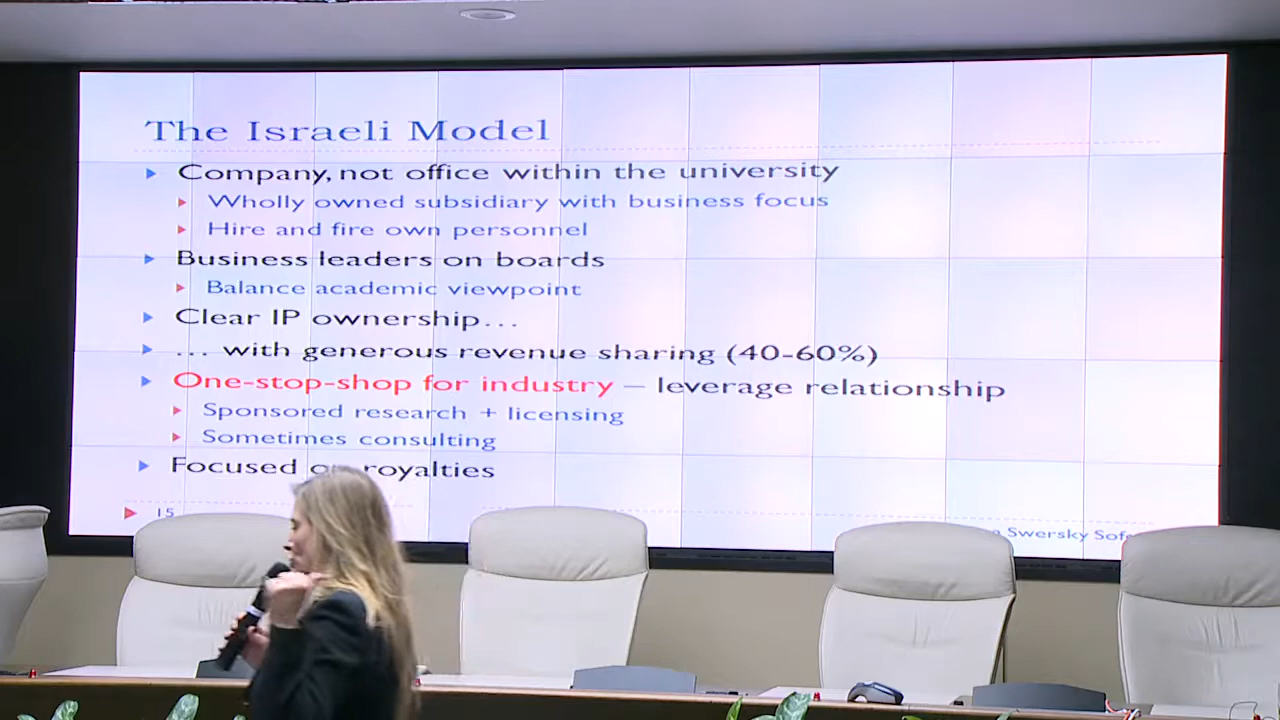 The Israeli Model
Company, not office within the university
Wholly owned subsidiary with business focus
Hire and fire own personnel
Business leaders on boards
Balance academic viewpoint
Clear IP ownership…
… with generous revenue sharing (40-60%)
One-stop-shop for industry – leverage relationship
Sponsored research + licensing
Sometimes consulting
Focused on royalties
15
Swersky